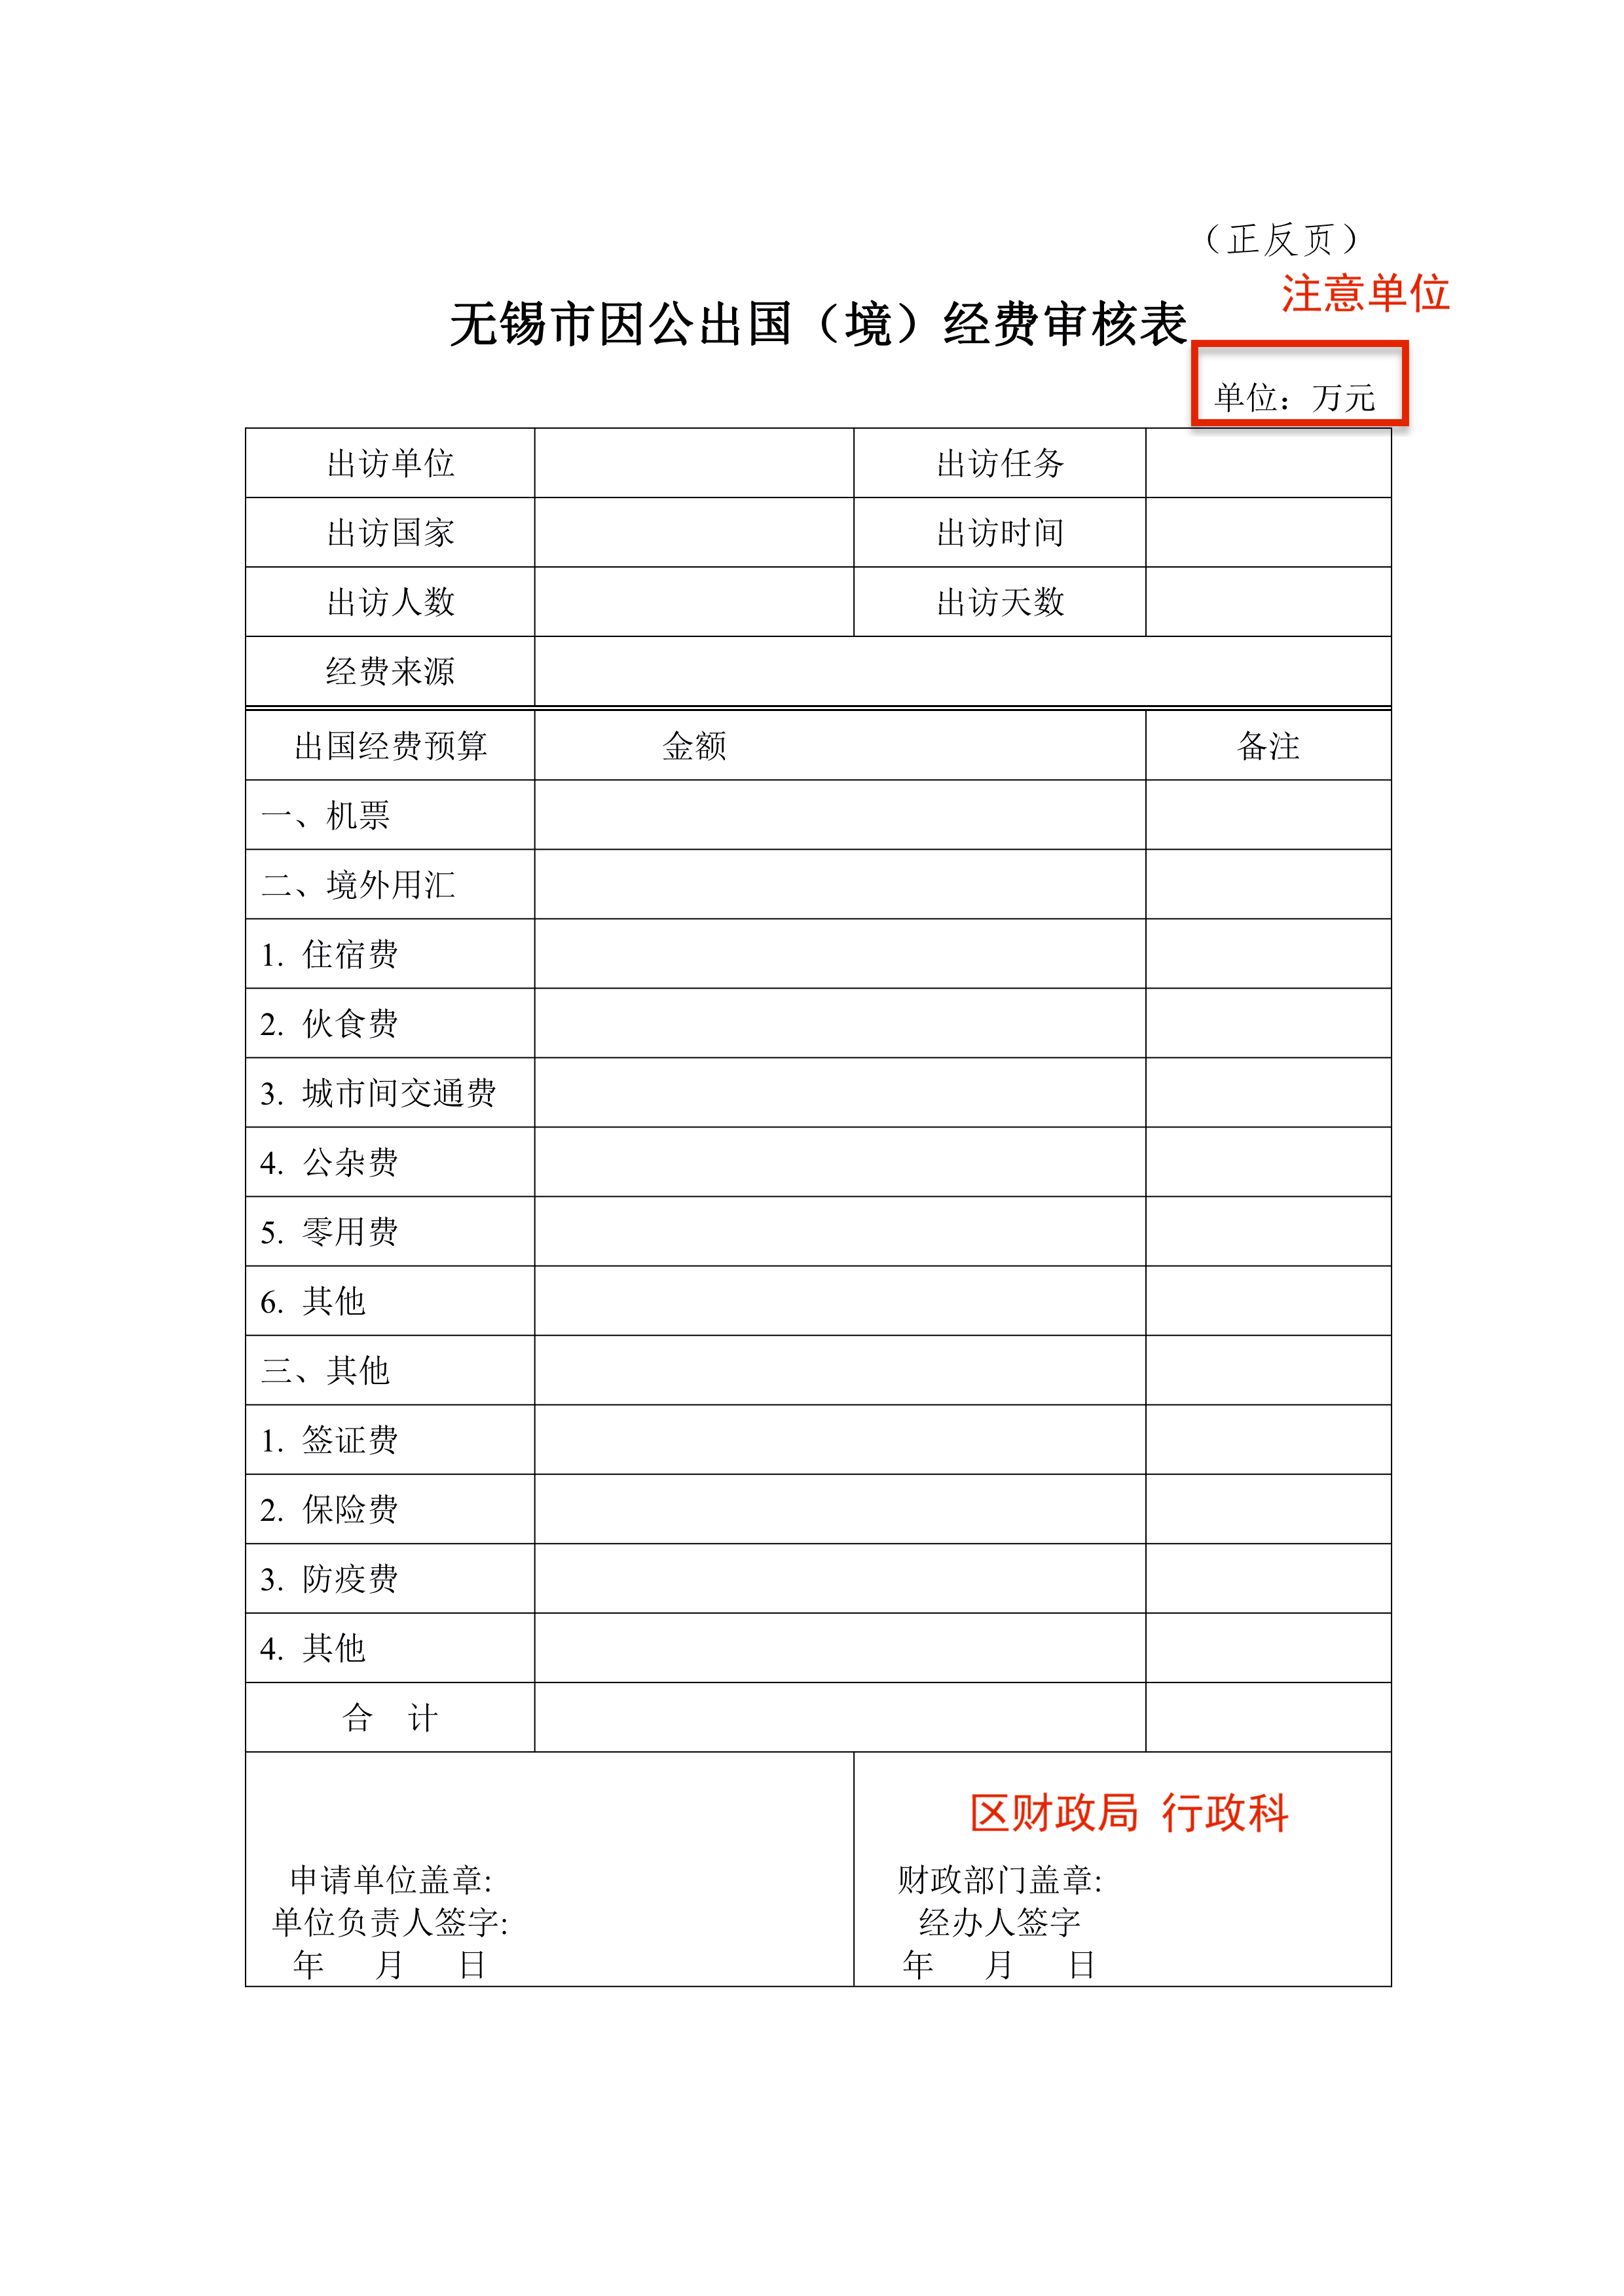 （正反页）
注意单位
无锡市因公出国（境）经费审核表
单位：万元
出访单位 出访任务
出访国家 出访时间
出访人数 出访天数
经费来源
出国经费预算 金额 备注
一、机票
二、境外用汇
1. 住宿费
2. 伙食费
3. 城市间交通费
4. 公杂费
5. 零用费
6. 其他
三、其他
1. 签证费
2. 保险费
3. 防疫费
4. 其他
合 计
申请单位盖章:
单位负责人签字:
年 月 日
区财政局 行政科
财政部门盖章:
经办人签字
年 月 日